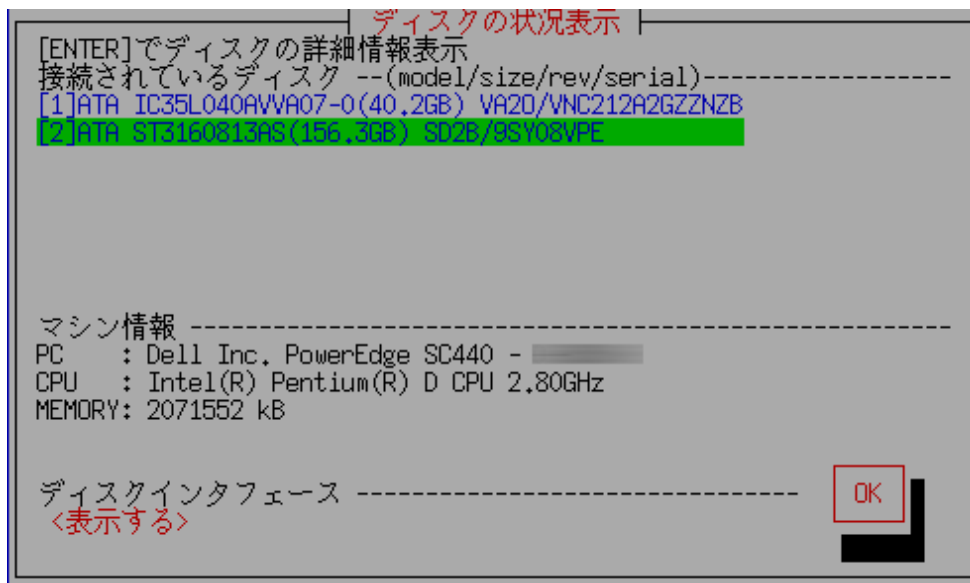 ディスクの状況表示
[ENTER]でディスクの詳細情報表示
接続されているディスク --(model/size/rev/serial)------------------
[1]ATA IC35L040AVVA07-0(40.2GB) VA2O/VNC212A2GZZNZB
[2]ATA ST3160813AS(156.3GB) SD2B/9SY08VPE
マシン情報 -------------------------------------------------------
PC : Dell Inc. PowerEdge SC440 -
CPU : Intel(R) Pentium(R) D CPU 2.80GHz
MEMORY: 2071552 kB
ディスクインタフェース --------------------------------
<表示する>
OK